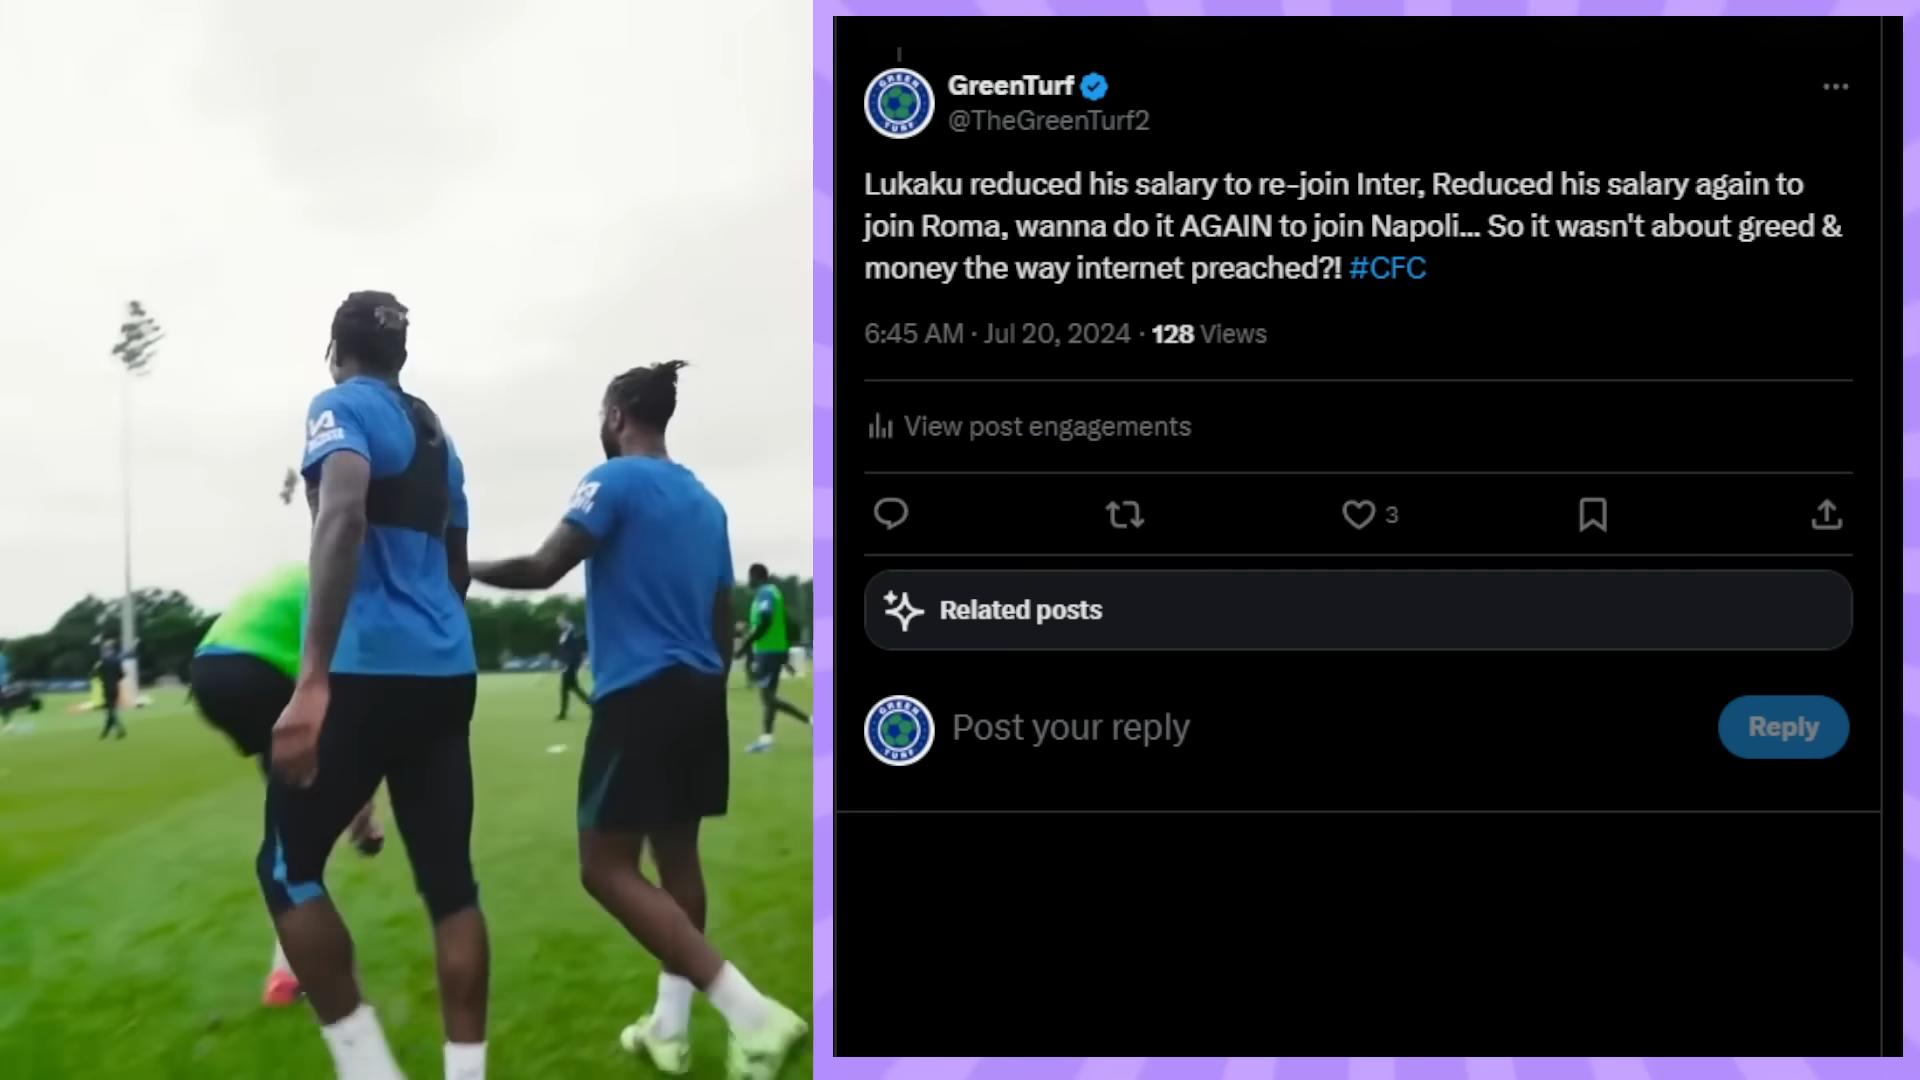 GreenTurf
@TheGreenTurf2
Lukaku reduced his salary to re-join Inter, Reduced his salary again to
join Roma, wanna do it AGAIN to join Napoli... So it wasn't about greed &
money the way internet preached?! #CFC
6:45 AM · Jul 20, 2024 · 128 Views
View post engagements
3
Related posts
GREEN
TURF
Post your reply
Reply